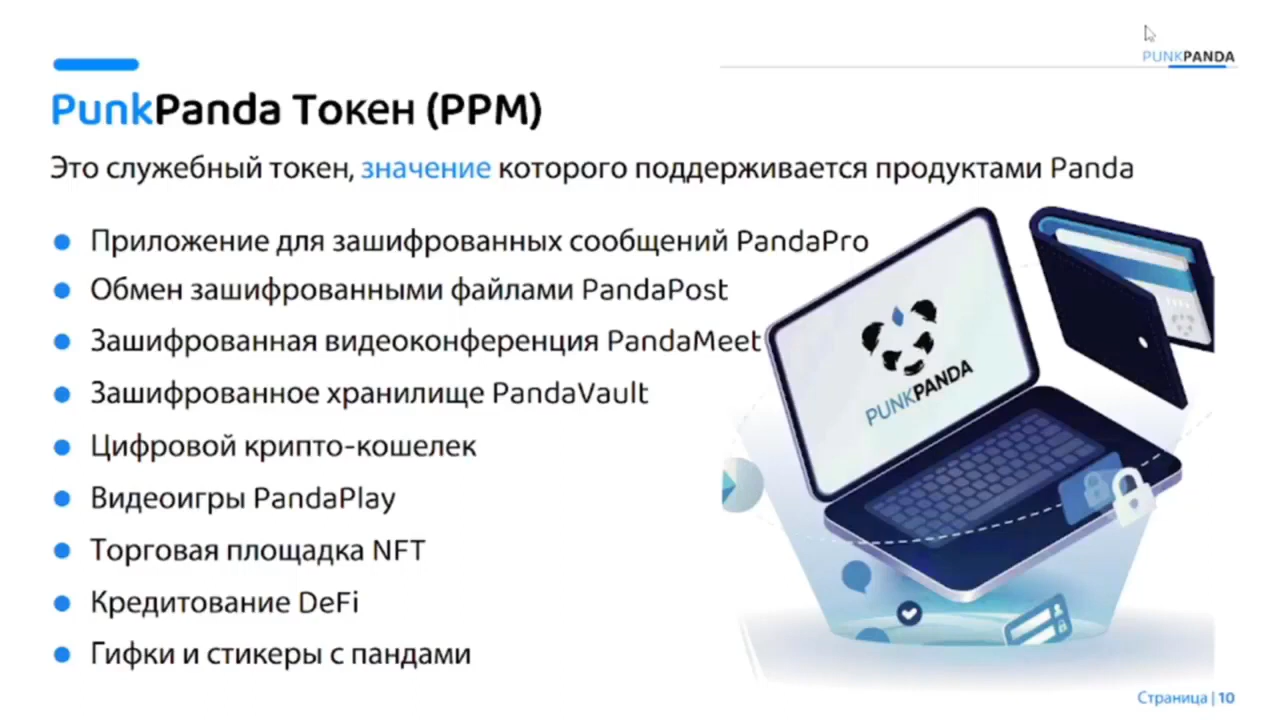 PUNKPANDA
PunkPanda Токен (PPM)
Это служебный токен, значение которого поддерживается продуктами Panda
Приложение для зашифрованных сообщений PandaPro
Обмен зашифрованными файлами PandaPost
Зашифрованная видеоконференция PandaMeet
Зашифрованное хранилище PandaVault
Цифровой крипто-кошелек
Видеоигры PandaPlay
Торговая площадка NFT
Кредитование DeFi
Гифки и стикеры с пандами
PUNKPANDA
Страница | 10